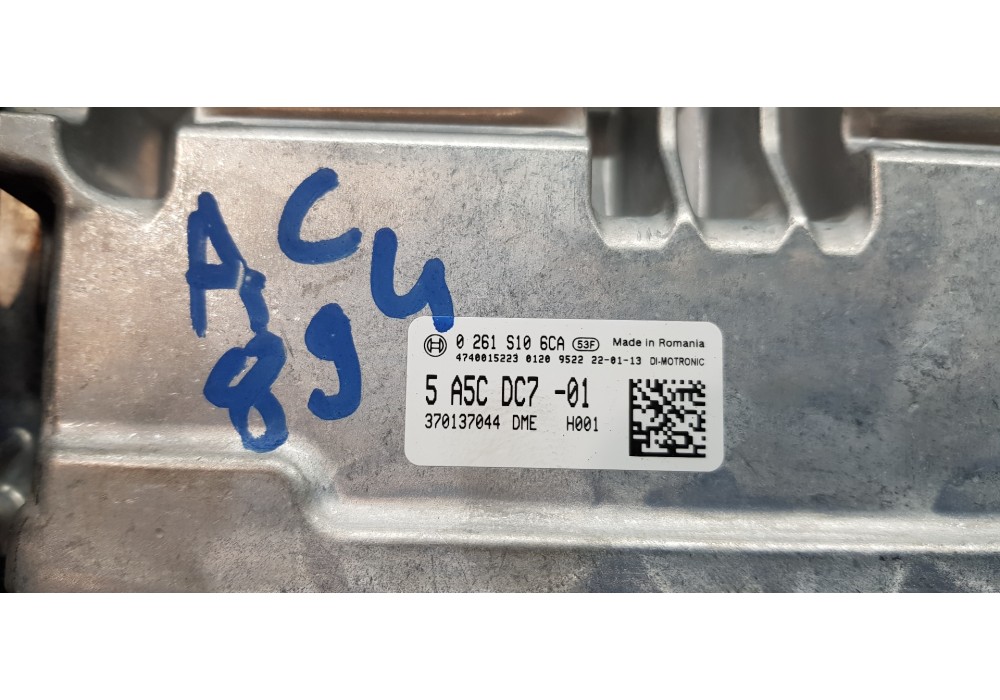 AC4
89
0 261 S10 6CA 53F Made in Romania
4740015223 0120 9522 22-01-13 DI-MOTRONIC
5 A5C DC7 -01
370137044 DME H001